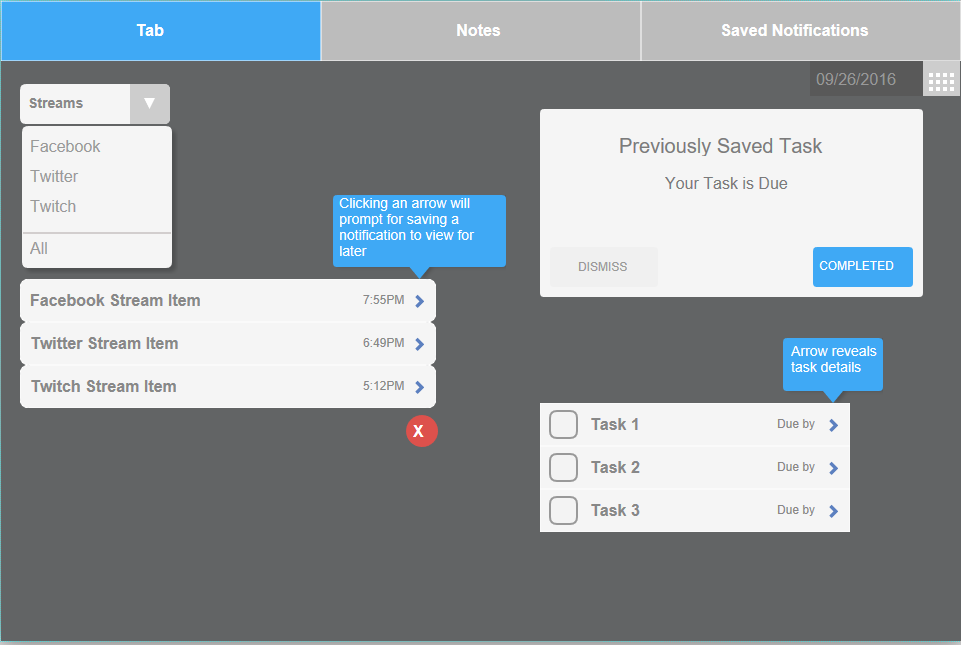 Tab
Notes
Saved Notifications
09/26/2016
Streams
Facebook
Twitter
Twitch
All
Clicking an arrow will
prompt for saving a
notification to view for
later
Facebook Stream Item
7:55PM
Twitter Stream Item
6:49PM
Twitch Stream Item
5:12PM
X
Previously Saved Task
Your Task is Due
DISMISS
COMPLETED
Arrow reveals
task details
Task 1
Due by
Task 2
Due by
Task 3
Due by